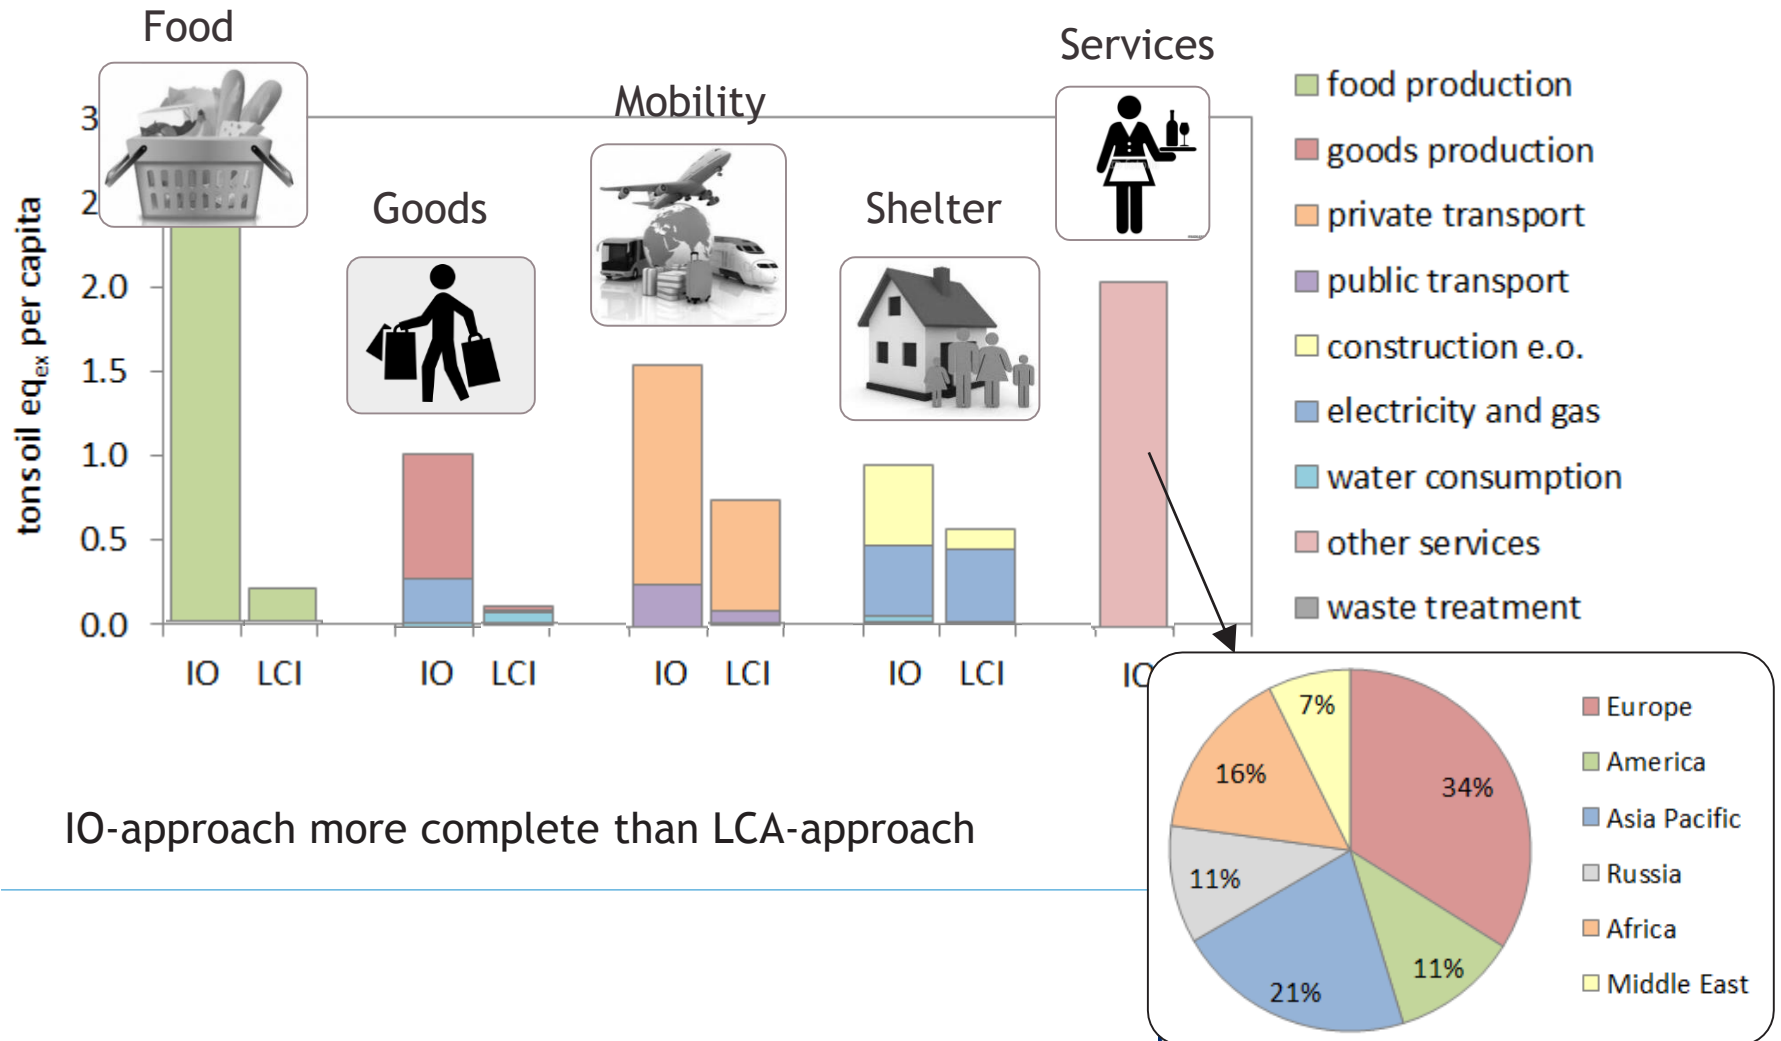 Food
Services
Mobility
Goods
Shelter
tons oil eqex per capita
3
2
2.0
1.5
1.0
0.5
0.0
IO LCI IO LCI IO LCI IO LCI
food production
goods production
private transport
public transport
construction e.o.
electricity and gas
water consumption
other services
waste treatment
IO-approach more complete than LCA-approach
7%
34%
16%
11%
21%
11%
Europe
America
Asia Pacific
Russia
Africa
Middle East